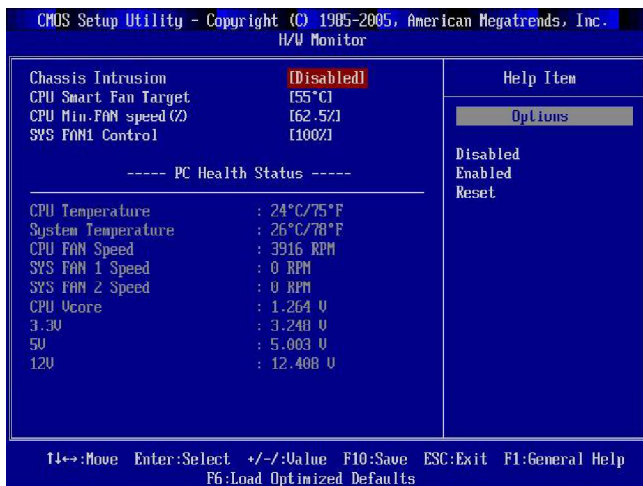 CMOS Setup Utility - Copyright (C) 1985-2005, American Megatrends, Inc.
H/W Monitor
Chassis Intrusion [Disabled]
CPU Smart Fan Target [55°C]
CPU Min.FAN speed(%) [62.5%]
SYS FAN1 Control [100%]
----- PC Health Status -----
CPU Temperature : 24°C/75°F
System Temperature : 26°C/78°F
CPU FAN Speed : 3916 RPM
SYS FAN 1 Speed : 0 RPM
SYS FAN 2 Speed : 0 RPM
CPU Vcore : 1.264 V
3.3V : 3.248 V
5V : 5.003 V
12V : 12.408 V
Help Item
Options
Disabled
Enabled
Reset
↑↓←→:Move Enter:Select +/-/:Value F10:Save ESC:Exit F1:General Help
F6:Load Optimized Defaults